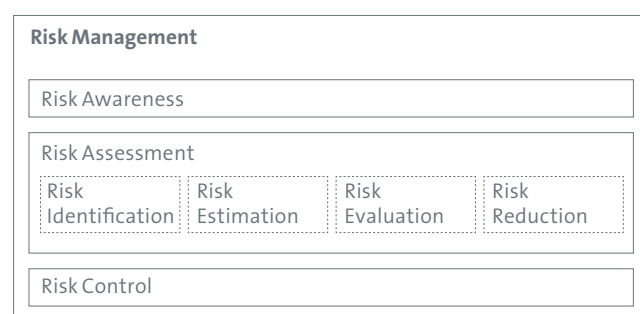 Risk Management
Risk Awareness
Risk Assessment
Risk
Identification
Risk
Estimation
Risk
Evaluation
Risk
Reduction
Risk Control